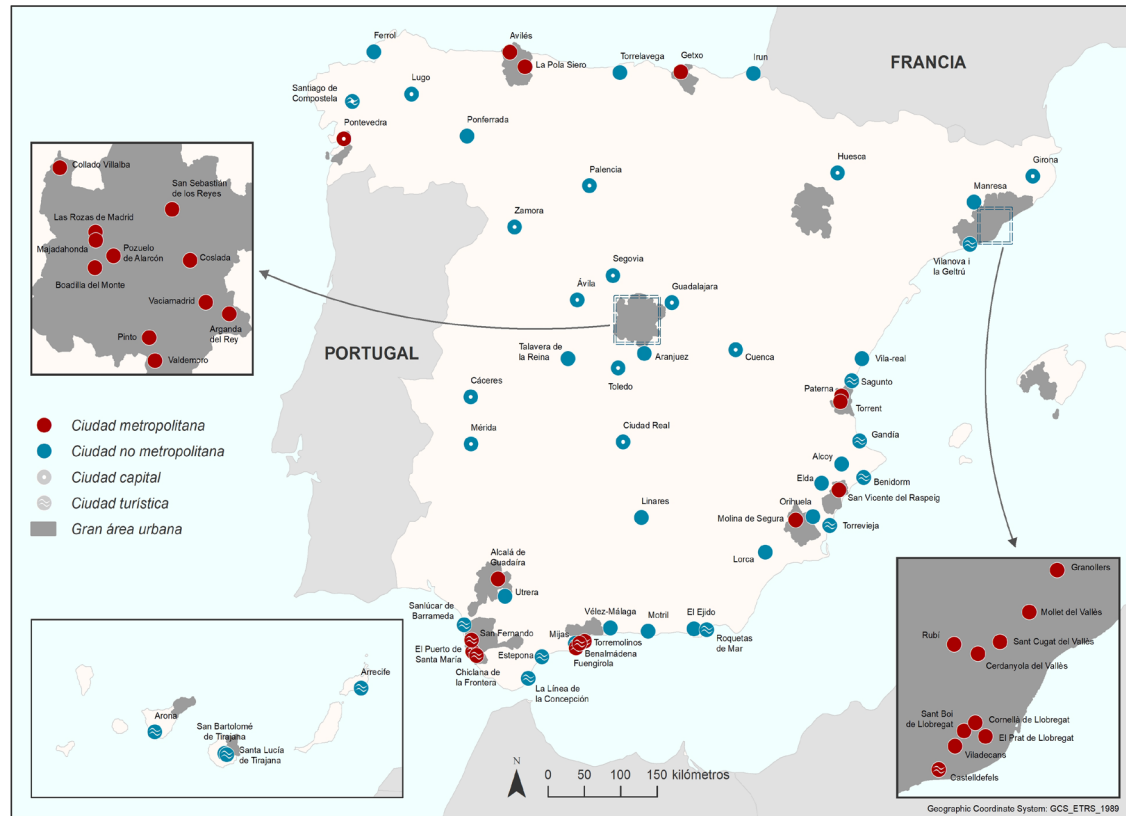 Ferrol
Avilés
La Pola Siero
Torrelavega
Getxo
Irun
FRANCIA
Lugo
Santiago de
Compostela
Pontevedra
Ponferrada
Palencia
Huesca
Girona
Manresa
Zamora
Vilanova i
la Geltrú
Segovia
Ávila
Guadalajara
Collado Villalba
San Sebastián
de los Reyes
Las Rozas de Madrid
Majadahonda
Pozuelo
de Alarcón
Coslada
Boadilla del Monte
Vaciamadrid
Arganda
del Rey
Pinto
Valdemoro
PORTUGAL
Talavera de
la Reina
Aranjuez
Toledo
Cuenca
Vila-real
Sagunto
Paterna
Torrent
Cáceres
Mérida
Ciudad Real
Gandía
Alcoy
Elda
Benidorm
San Vicente del Raspeig
Orihuela
Molina de Segura
Torrevieja
Linares
Lorca
Ciudad metropolitana
Ciudad no metropolitana
Ciudad capital
Ciudad turística
Gran área urbana
Alcalá de
Guadaíra
Utrera
Sanlúcar de
Barrameda
San Fernando
El Puerto de
Santa María
Chiclana de
la Frontera
Estepona
La Línea de
la Concepción
Mijas
Vélez-Málaga
Torremolinos
Benalmádena
Fuengirola
Motril
El Ejido
Roquetas
de Mar
Arrecife
Arona
San Bartolomé
de Tirajana
Santa Lucía
de Tirajana
N
0 50 100 150 kilómetros
Granollers
Mollet del Vallès
Rubí
Sant Cugat del Vallès
Cerdanyola del Vallès
Sant Boi
de Llobregat
Cornellà de Llobregat
El Prat de Llobregat
Viladecans
Castelldefels
Geographic Coordinate System: GCS_ETRS_1989